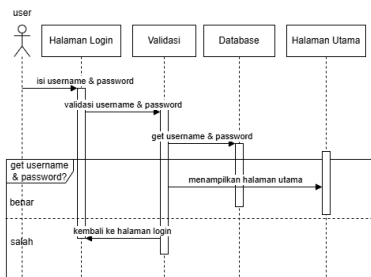 user
Halaman Login
Validasi
Database
Halaman Utama
isi username & password
validasi username & password
get username & password
get username
& password?
menampilkan halaman utama
benar
salah
kembali ke halaman login